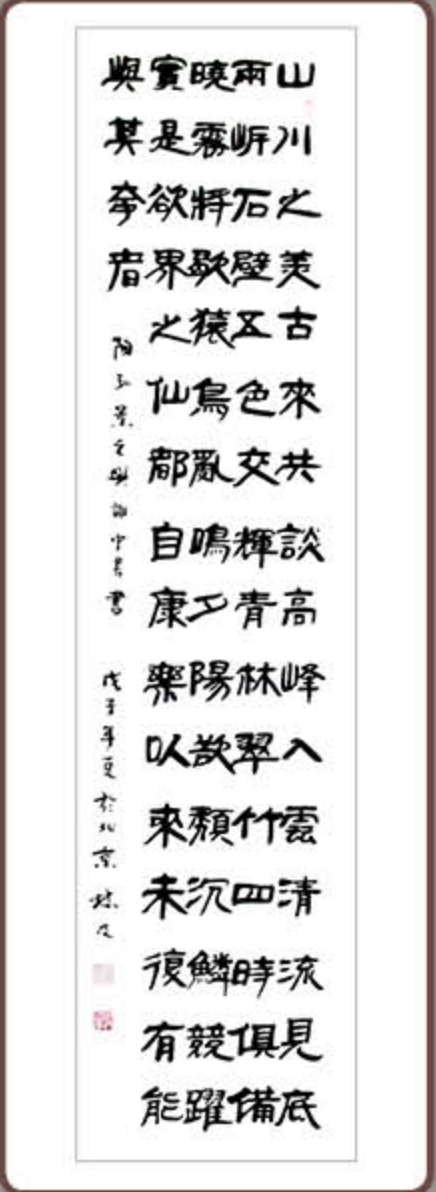 山川之美古來共談高峰入雲清流見底
兩岸石壁五色交輝青林翠竹四時俱備
曉霧將歇猿鳥亂鳴夕陽欲頹沉鱗競躍
實是欲界之仙都自康樂以來未復有能
與其奇者
陶弘景之與謝中書書 戊子年夏於北京